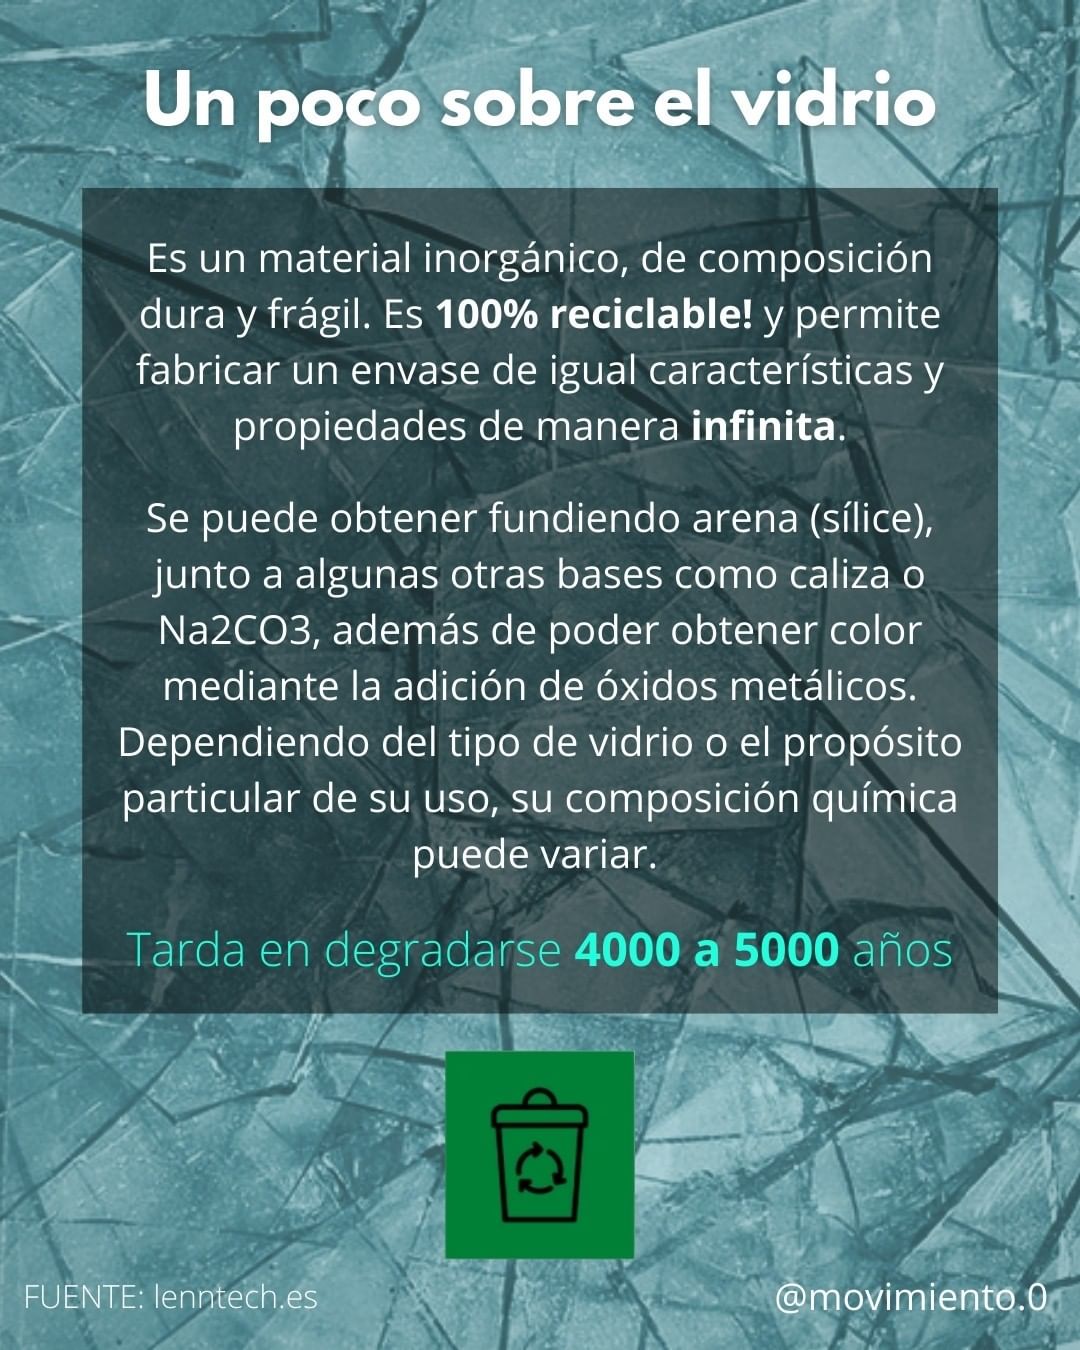 Un poco sobre el vidrio
Es un material inorgánico, de composición
dura y frágil. Es 100% reciclable! y permite
fabricar un envase de igual características y
propiedades de manera infinita.
Se puede obtener fundiendo arena (sílice),
junto a algunas otras bases como caliza o
Na2CO3, además de poder obtener color
mediante la adición de óxidos metálicos.
Dependiendo del tipo de vidrio o el propósito
particular de su uso, su composición química
puede variar.
Tarda en degradarse 4000 a 5000 años
FUENTE: lenntech.es
@movimiento.0